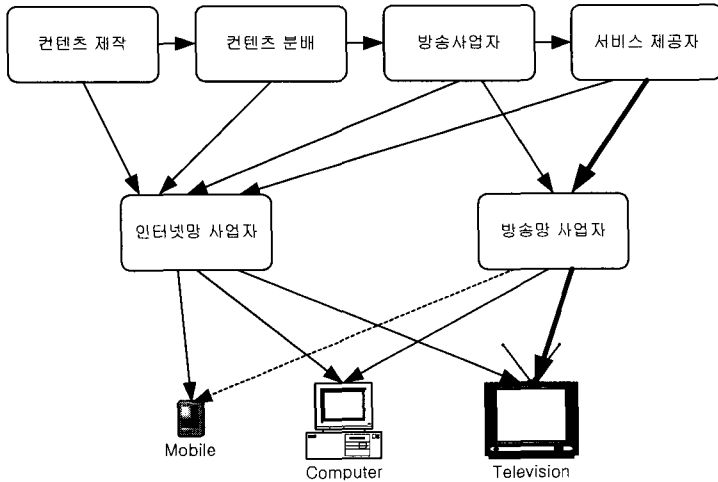 컨텐츠 제작
컨텐츠 분배
방송사업자
서비스 제공자
인터넷망 사업자
방송망 사업자
Mobile
Computer
Television